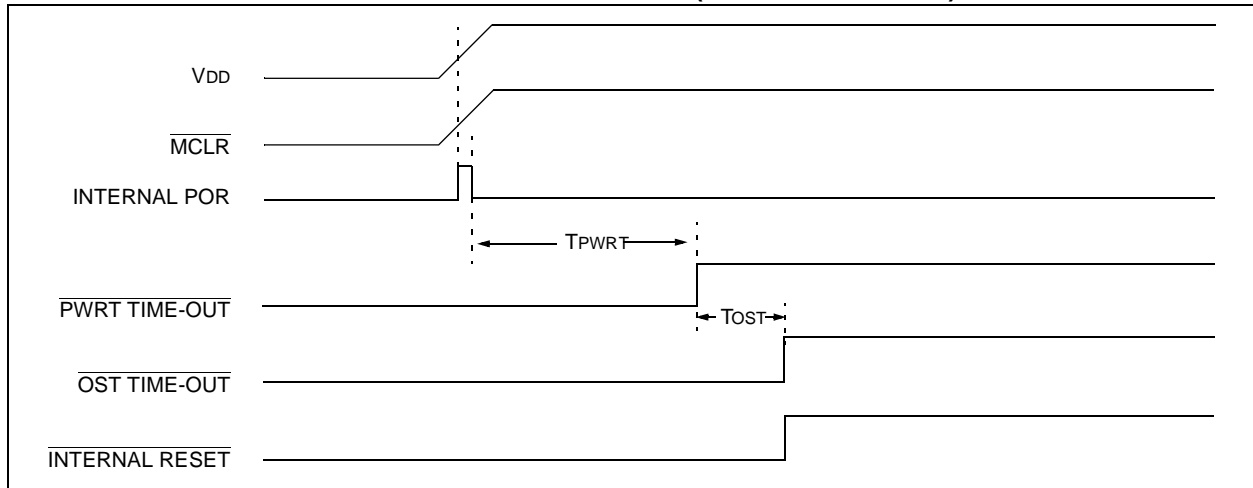 VDD
MCLR
INTERNAL POR
TPWRT
PWRT TIME-OUT
TOST
OST TIME-OUT
INTERNAL RESET